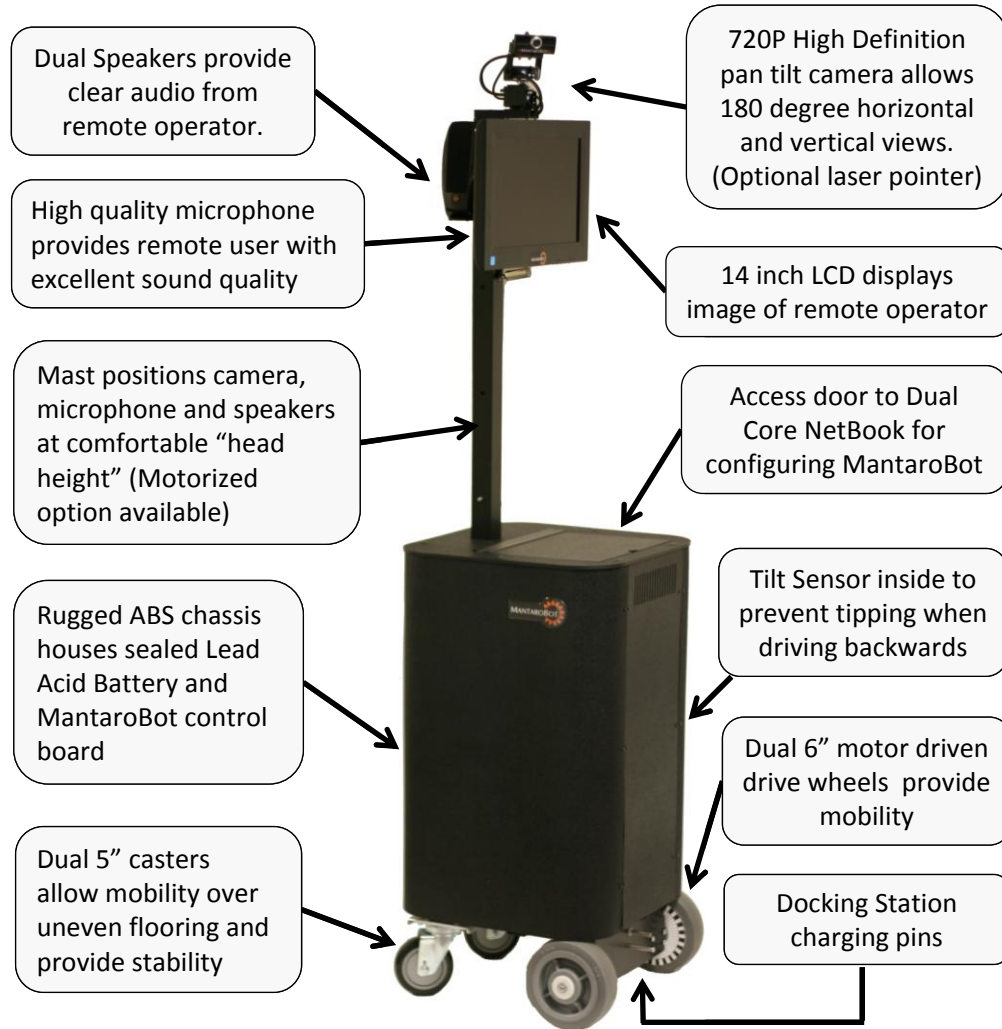 Dual Speakers provide
clear audio from
remote operator.
720P High Definition
pan tilt camera allows
180 degree horizontal
and vertical views.
(Optional laser pointer)
High quality microphone
provides remote user with
excellent sound quality
14 inch LCD displays
image of remote operator
Mast positions camera,
microphone and speakers
at comfortable “head
height” (Motorized
option available)
Access door to Dual
Core NetBook for
configuring MantaroBot
Rugged ABS chassis
houses sealed Lead
Acid Battery and
MantaroBot control
board
MANTAROBOT
Tilt Sensor inside to
prevent tipping when
driving backwards
Dual 6” motor driven
drive wheels provide
mobility
Dual 5” casters
allow mobility over
uneven flooring and
provide stability
Docking Station
charging pins